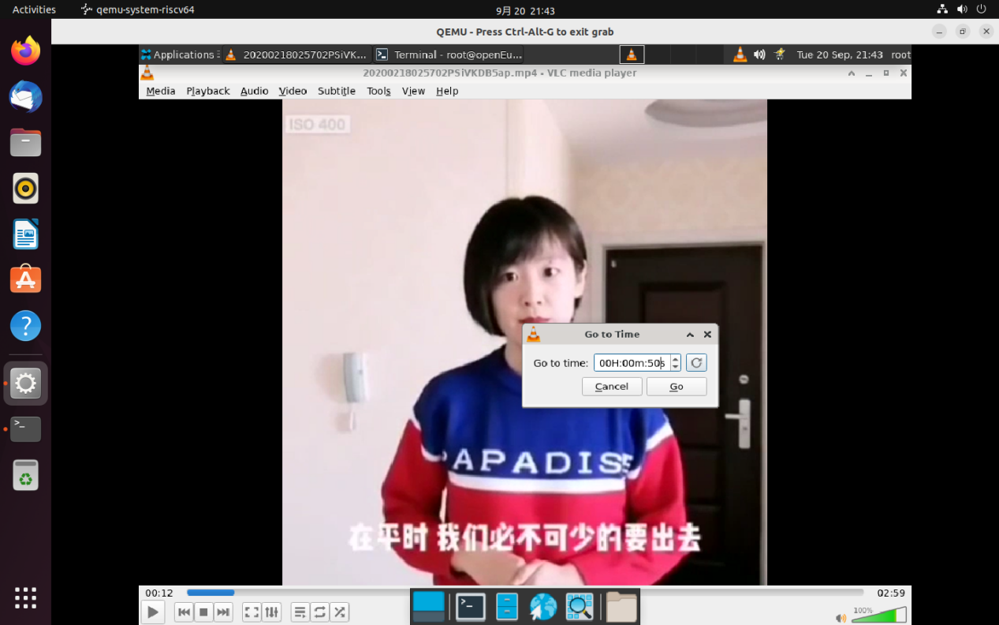 Activities
qemu-system-riscv64
9月 20 21:43
QEMU - Press Ctrl-Alt-G to exit grab
Applications
20200218025702PSiVK...
Terminal - root@openEu...
Tue 20 Sep, 21:43
root
20200218025702PSiVKDB5ap.mp4 - VLC media player
Media Playback Audio Video Subtitle Tools View Help
ISO 400
Go to Time
Go to time: 00H:00m:50s
Cancel Go
PAPADISE
在平时 我们必不可少的要出去
00:12
02:59
100%